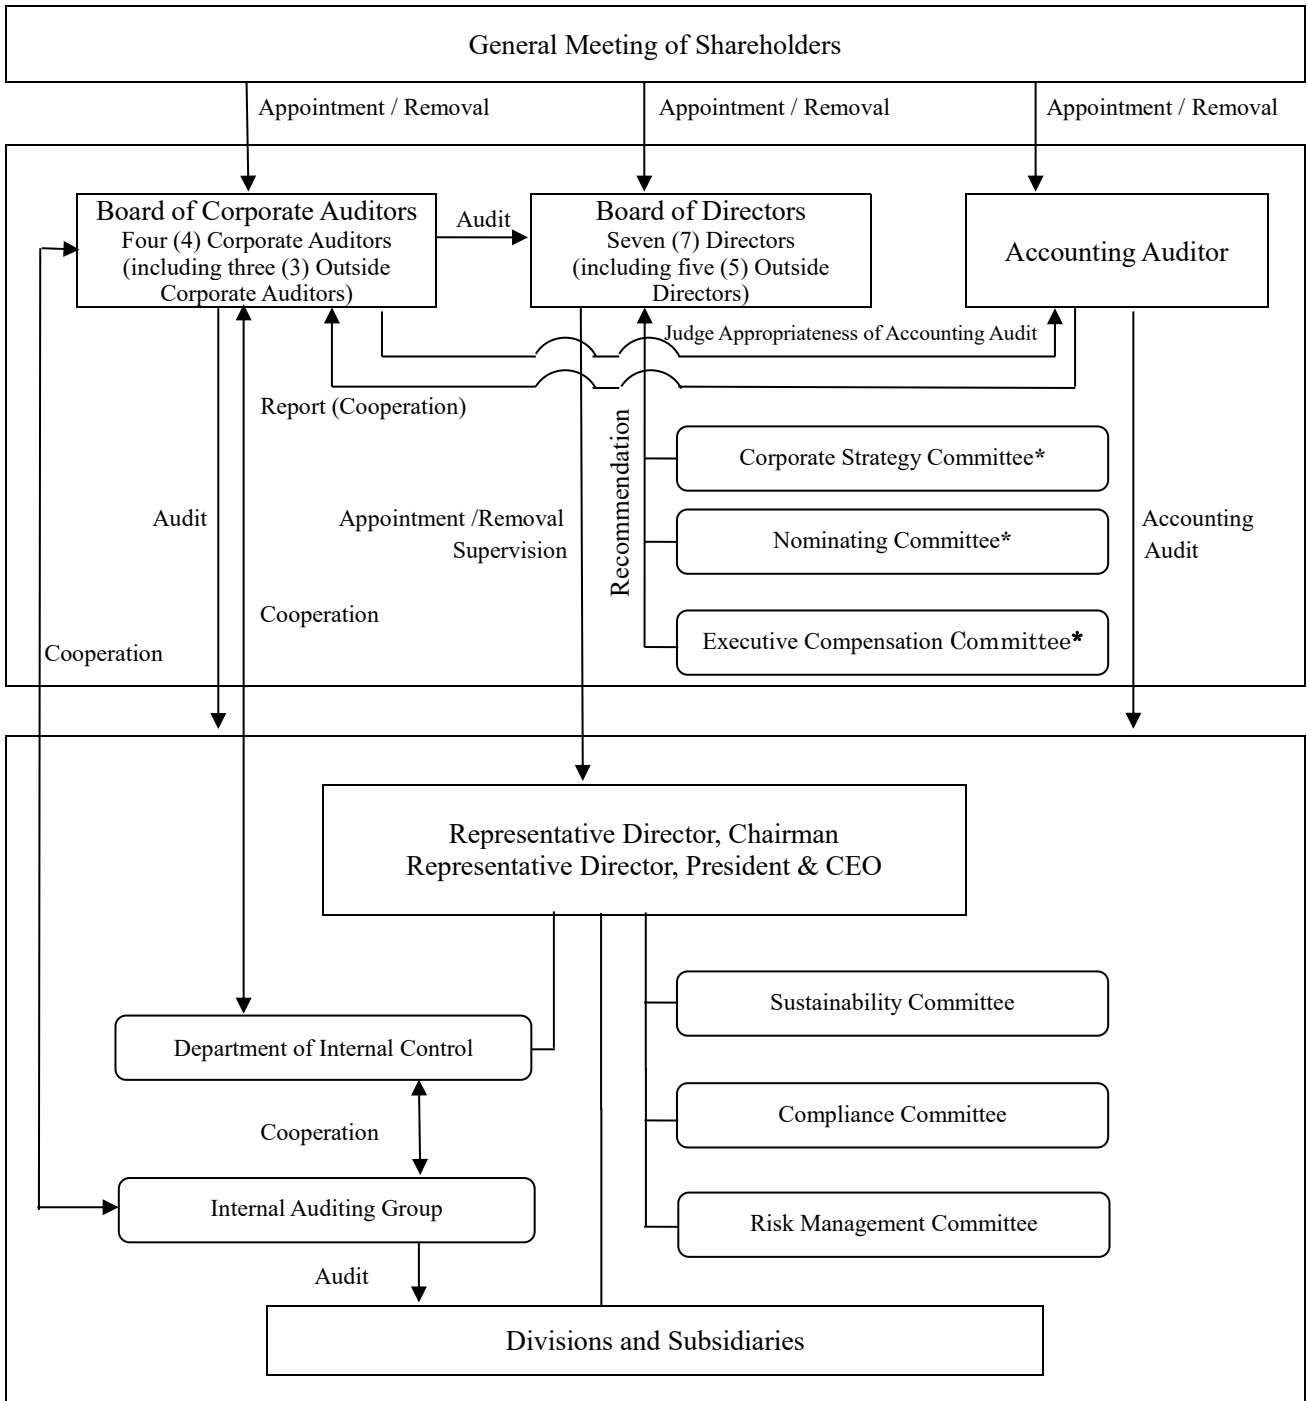 General Meeting of Shareholders
Appointment / Removal
Appointment / Removal
Appointment / Removal
Board of Corporate Auditors
Four (4) Corporate Auditors
(including three (3) Outside
Corporate Auditors)
Audit
Board of Directors
Seven (7) Directors
(including five (5) Outside
Directors)
Accounting Auditor
Judge Appropriateness of Accounting Audit
Report (Cooperation)
Recommendation
Corporate Strategy Committee*
Audit
Appointment /Removal
Supervision
Nominating Committee*
Accounting
Audit
Cooperation
Executive Compensation Committee*
Cooperation
Representative Director, Chairman
Representative Director, President & CEO
Sustainability Committee
Department of Internal Control
Compliance Committee
Cooperation
Internal Auditing Group
Risk Management Committee
Audit
Divisions and Subsidiaries